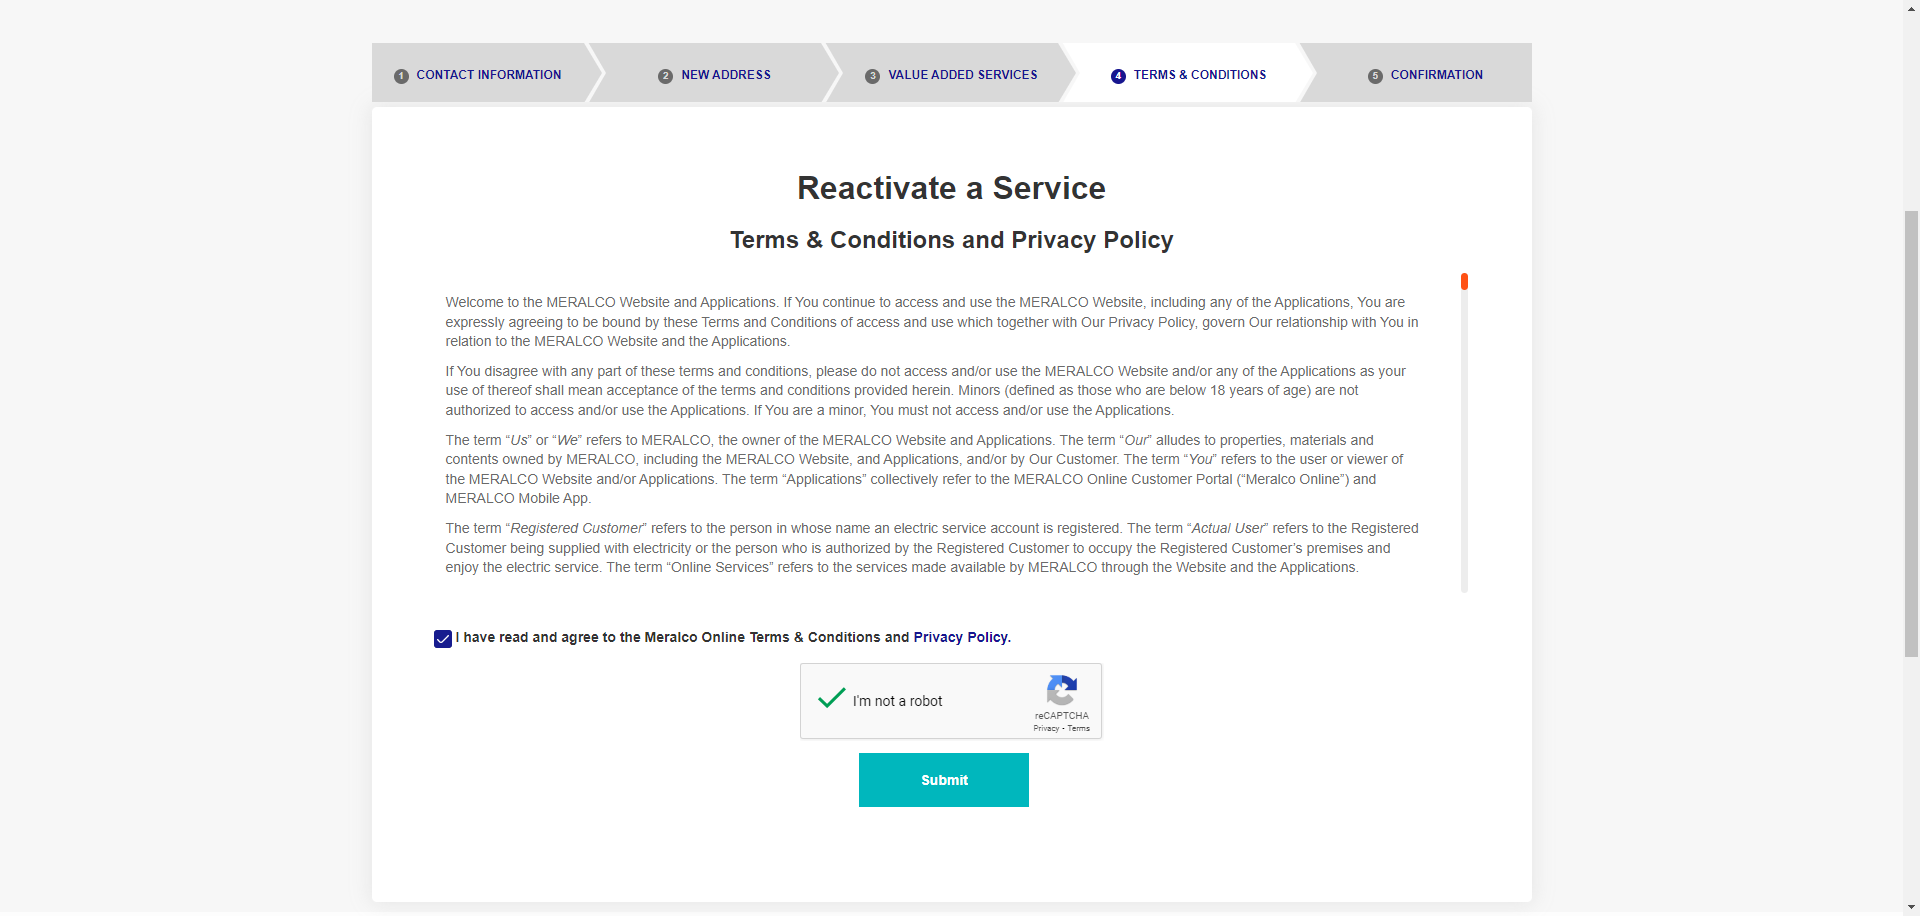 1 CONTACT INFORMATION
2 NEW ADDRESS
3 VALUE ADDED SERVICES
4 TERMS & CONDITIONS
5 CONFIRMATION
Reactivate a Service
Terms & Conditions and Privacy Policy
Welcome to the MERALCO Website and Applications. If You continue to access and use the MERALCO Website, including any of the Applications, You are
expressly agreeing to be bound by these Terms and Conditions of access and use which together with Our Privacy Policy, govern Our relationship with You in
relation to the MERALCO Website and the Applications.
If You disagree with any part of these terms and conditions, please do not access and/or use the MERALCO Website and/or any of the Applications as your
use of thereof shall mean acceptance of the terms and conditions provided herein. Minors (defined as those who are below 18 years of age) are not
authorized to access and/or use the Applications. If You are a minor, You must not access and/or use the Applications.
The term “Us” or “We” refers to MERALCO, the owner of the MERALCO Website and Applications. The term “Our” alludes to properties, materials and
contents owned by MERALCO, including the MERALCO Website, and Applications, and/or by Our Customer. The term “You” refers to the user or viewer of
the MERALCO Website and/or Applications. The term “Applications” collectively refer to the MERALCO Online Customer Portal (“Meralco Online”) and
MERALCO Mobile App.
The term “Registered Customer” refers to the person in whose name an electric service account is registered. The term “Actual User” refers to the Registered
Customer being supplied with electricity or the person who is authorized by the Registered Customer to occupy the Registered Customer’s premises and
enjoy the electric service. The term “Online Services” refers to the services made available by MERALCO through the Website and the Applications.
I have read and agree to the Meralco Online Terms & Conditions and Privacy Policy.
I'm not a robot
reCAPTCHA
Privacy - Terms
Submit